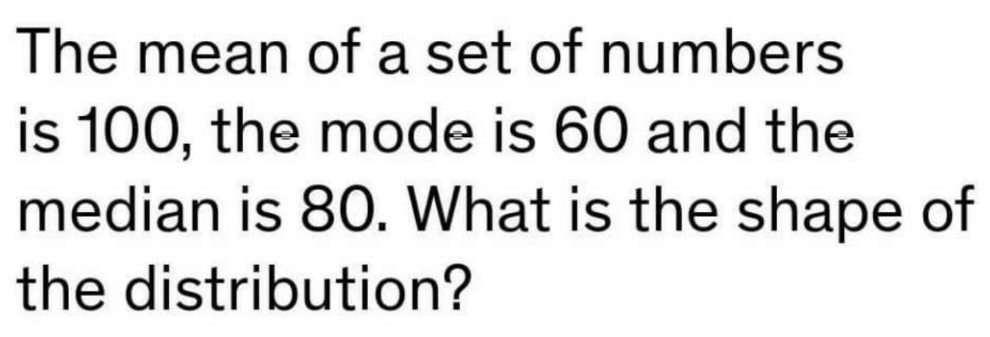 The mean of a set of numbers
is 100, the mode is 60 and the
median is 80. What is the shape of
the distribution?